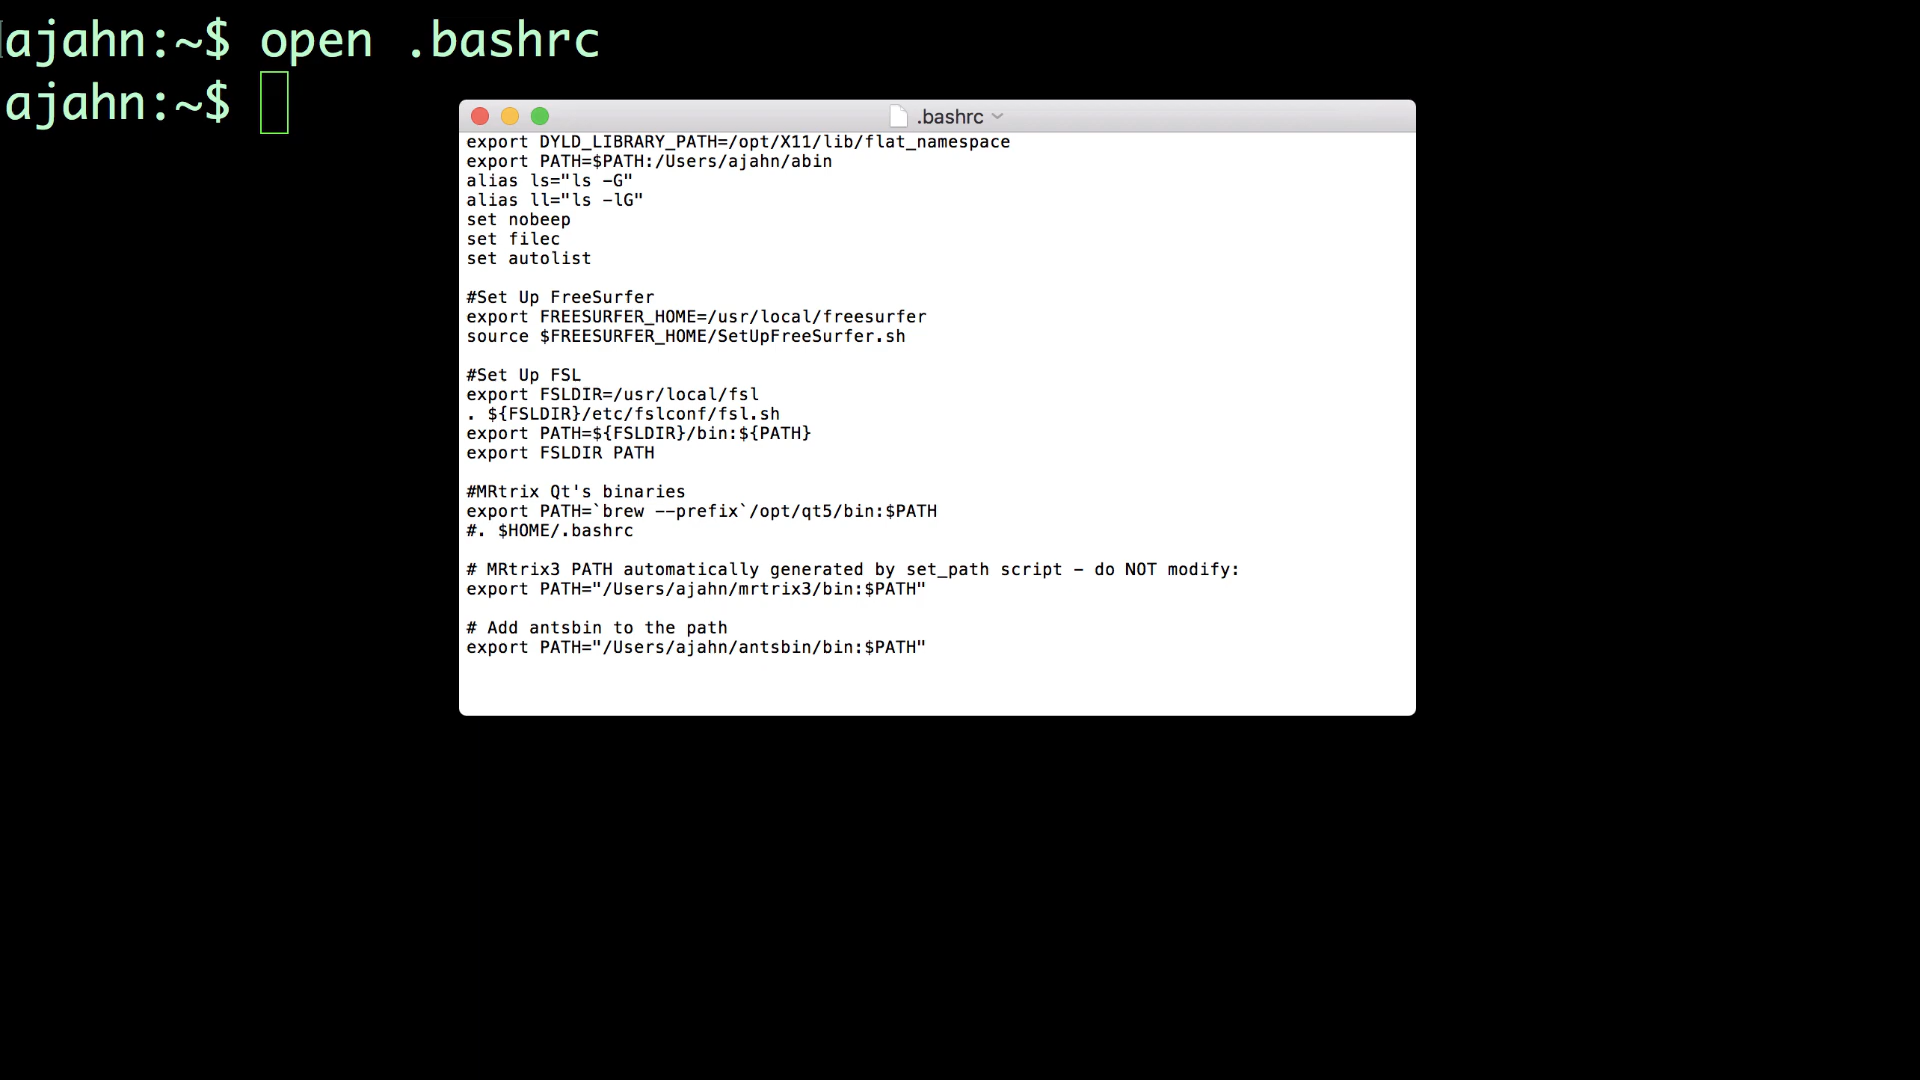 ajahn:~$ open .bashrc
ajahn:~$
.bashrc
export DYLD_LIBRARY_PATH=/opt/X11/lib/flat_namespace
export PATH=$PATH:/Users/ajahn/abin
alias ls="ls -G"
alias ll="ls -lG"
set nobeep
set filec
set autolist
#Set Up FreeSurfer
export FREESURFER_HOME=/usr/local/freesurfer
source $FREESURFER_HOME/SetUpFreeSurfer.sh
#Set Up FSL
export FSLDIR=/usr/local/fsl
. ${FSLDIR}/etc/fslconf/fsl.sh
export PATH=${FSLDIR}/bin:${PATH}
export FSLDIR PATH
#MRtrix Qt's binaries
export PATH=`brew --prefix`/opt/qt5/bin:$PATH
#. $HOME/.bashrc
# MRtrix3 PATH automatically generated by set_path script - do NOT modify:
export PATH="/Users/ajahn/mrtrix3/bin:$PATH"
# Add antsbin to the path
export PATH="/Users/ajahn/antsbin/bin:$PATH"